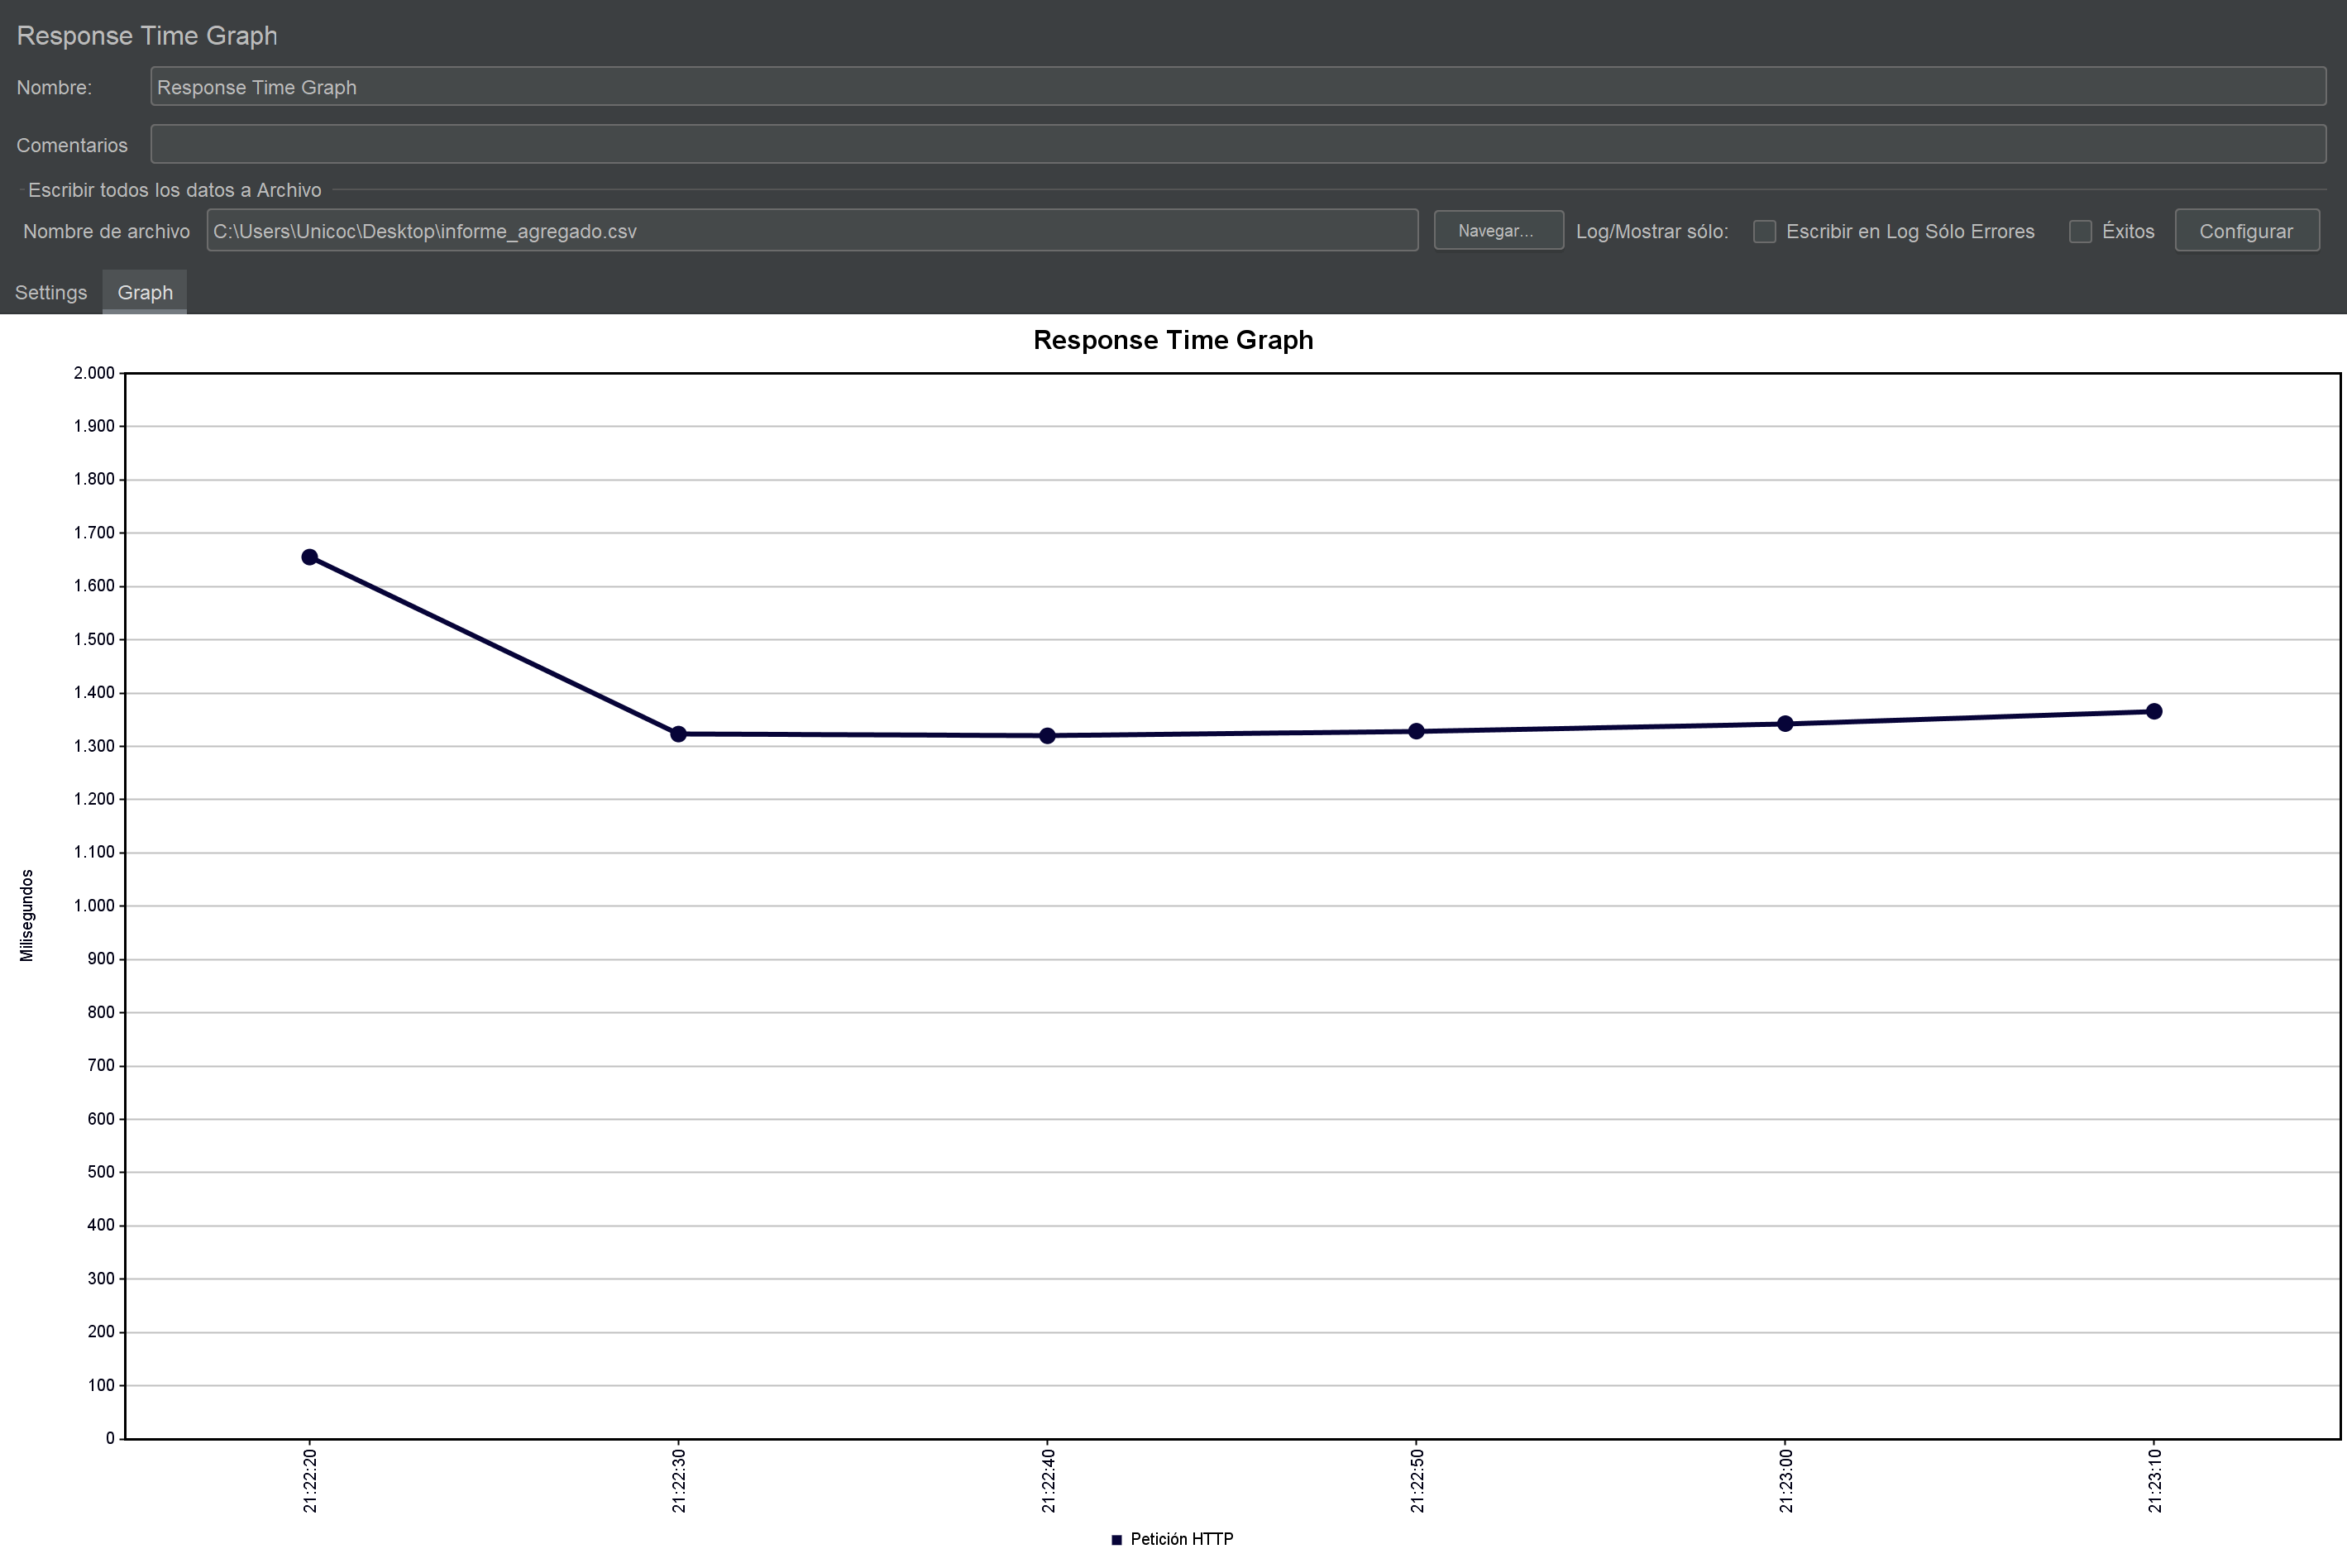 Response Time Graph
Nombre: Response Time Graph
Comentarios
Escribir todos los datos a Archivo
Nombre de archivo C:\Users\Unicoc\Desktop\informe_agregado.csv Navegar... Log/Mostrar sólo: Escribir en Log Sólo Errores Éxitos Configurar
Settings Graph
Response Time Graph
2.000
1.900
1.800
1.700
1.600
1.500
1.400
1.300
1.200
1.100
1.000
900
800
700
600
500
400
300
200
100
0
Milisegundos
21:22:20 21:22:30 21:22:40 21:22:50 21:23:00 21:23:10
Petición HTTP